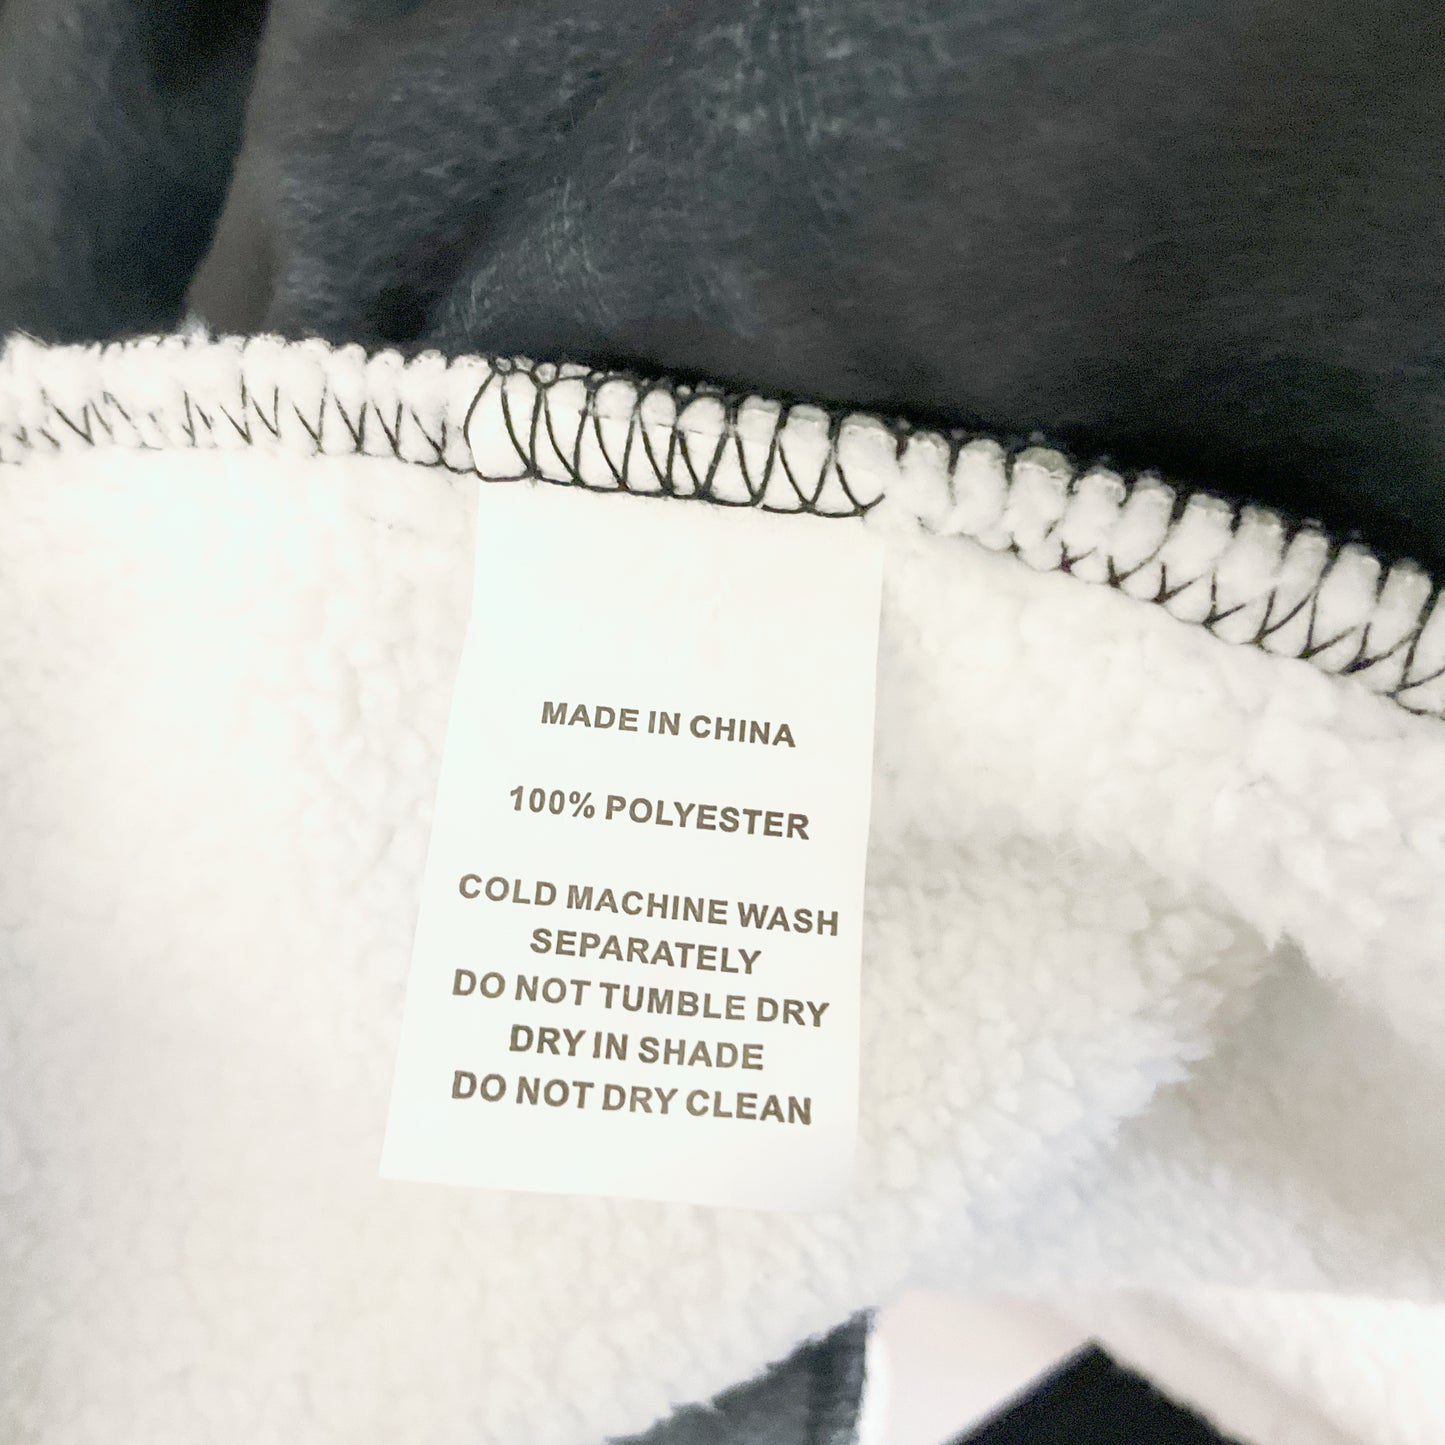 MADE IN CHINA
100% POLYESTER
COLD MACHINE WASH
SEPARATELY
DO NOT TUMBLE DRY
DRY IN SHADE
DO NOT DRY CLEAN